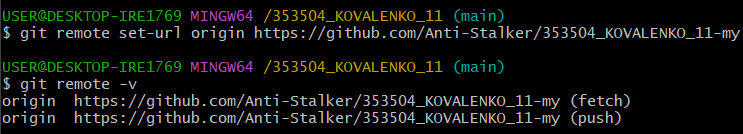 USER@DESKTOP-IRE1769 MINGW64 /353504_KOVALENKO_11 (main)
$ git remote set-url origin https://github.com/Anti-Stalker/353504_KOVALENKO_11-my
USER@DESKTOP-IRE1769 MINGW64 /353504_KOVALENKO_11 (main)
$ git remote -v
origin  https://github.com/Anti-Stalker/353504_KOVALENKO_11-my (fetch)
origin  https://github.com/Anti-Stalker/353504_KOVALENKO_11-my (push)